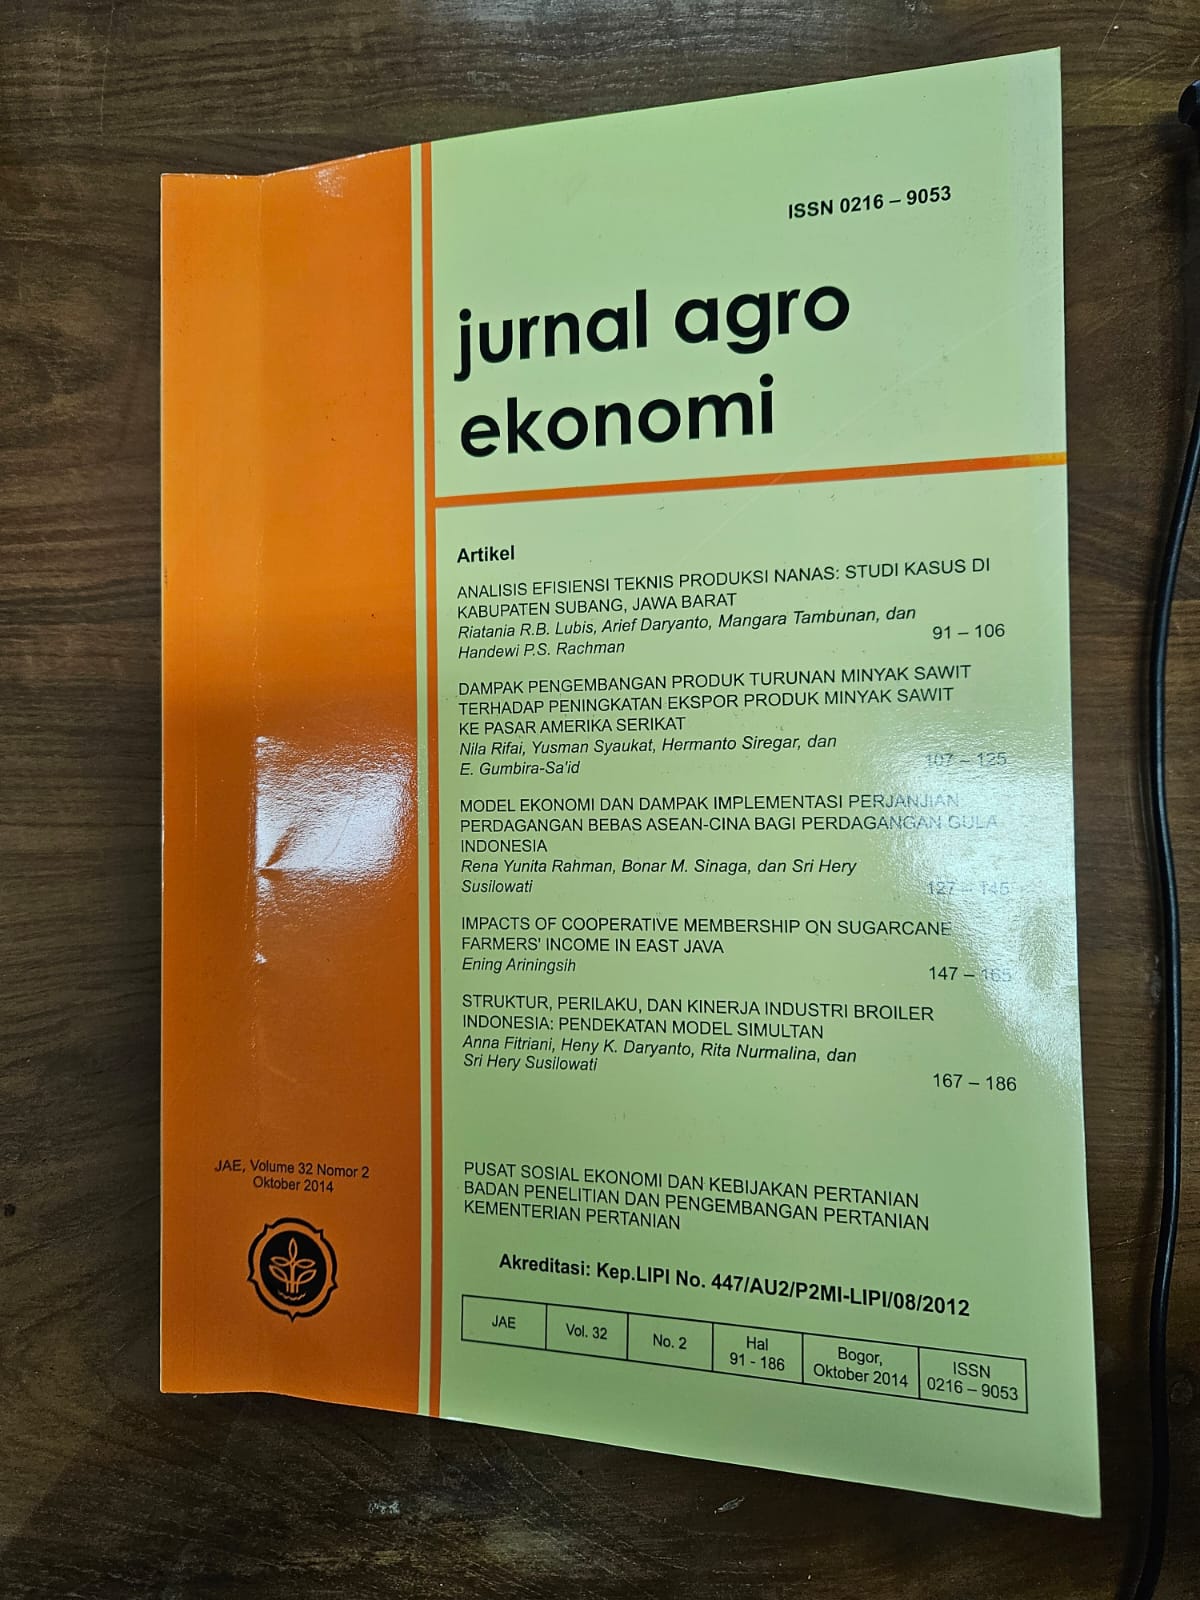 ISSN 0216 – 9053
jurnal agro
ekonomi
Artikel
ANALISIS EFISIENSI TEKNIS PRODUKSI NANAS: STUDI KASUS DI
KABUPATEN SUBANG, JAWA BARAT
Riatania R.B. Lubis, Arief Daryanto, Mangara Tambunan, dan
Handewi P.S. Rachman
91 – 106
DAMPAK PENGEMBANGAN PRODUK TURUNAN MINYAK SAWIT
TERHADAP PENINGKATAN EKSPOR PRODUK MINYAK SAWIT
KE PASAR AMERIKA SERIKAT
Nila Rifai, Yusman Syaukat, Hermanto Siregar, dan
E. Gumbira-Sa'id
107 – 125
MODEL EKONOMI DAN DAMPAK IMPLEMENTASI PERJANJIAN
PERDAGANGAN BEBAS ASEAN-CINA BAGI PERDAGANGAN GULA
INDONESIA
Rena Yunita Rahman, Bonar M. Sinaga, dan Sri Hery
Susilowati
127 – 145
IMPACTS OF COOPERATIVE MEMBERSHIP ON SUGARCANE
FARMERS' INCOME IN EAST JAVA
Ening Ariningsih
147 – 165
STRUKTUR, PERILAKU, DAN KINERJA INDUSTRI BROILER
INDONESIA: PENDEKATAN MODEL SIMULTAN
Anna Fitriani, Heny K. Daryanto, Rita Nurmalina, dan
Sri Hery Susilowati
167 – 186
JAE, Volume 32 Nomor 2
Oktober 2014
PUSAT SOSIAL EKONOMI DAN KEBIJAKAN PERTANIAN
BADAN PENELITIAN DAN PENGEMBANGAN PERTANIAN
KEMENTERIAN PERTANIAN
Akreditasi: Kep.LIPI No. 447/AU2/P2MI-LIPI/08/2012
JAE
Vol. 32
No. 2
Hal
91 - 186
Bogor,
Oktober 2014
ISSN
0216 – 9053